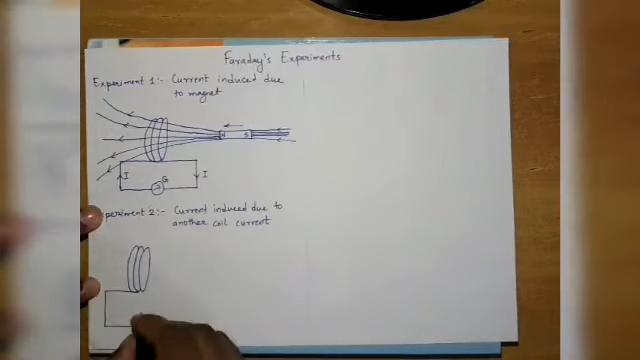 Faraday's Experiments
Experiment 1:- Current induced due
to magnet
N S
I G I
periment 2:- Current induced due to
another coil current